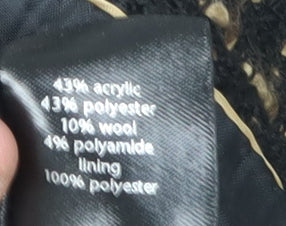 43% acrylic
43% polyester
10% wool
4% polyamide
lining
100% polyester